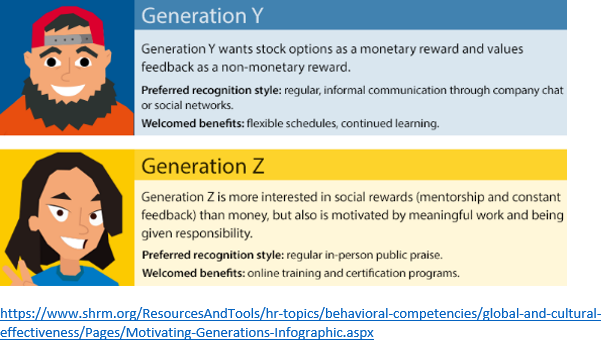 Generation Y
Generation Y wants stock options as a monetary reward and values
feedback as a non-monetary reward.
Preferred recognition style: regular, informal communication through company chat
or social networks.
Welcomed benefits: flexible schedules, continued learning.
Generation Z
Generation Z is more interested in social rewards (mentorship and constant
feedback) than money, but also is motivated by meaningful work and being
given responsibility.
Preferred recognition style: regular in-person public praise.
Welcomed benefits: online training and certification programs.
https://www.shrm.org/ResourcesAndTools/hr-topics/behavioral-competencies/global-and-cultural-
effectiveness/Pages/Motivating-Generations-Infographic.aspx